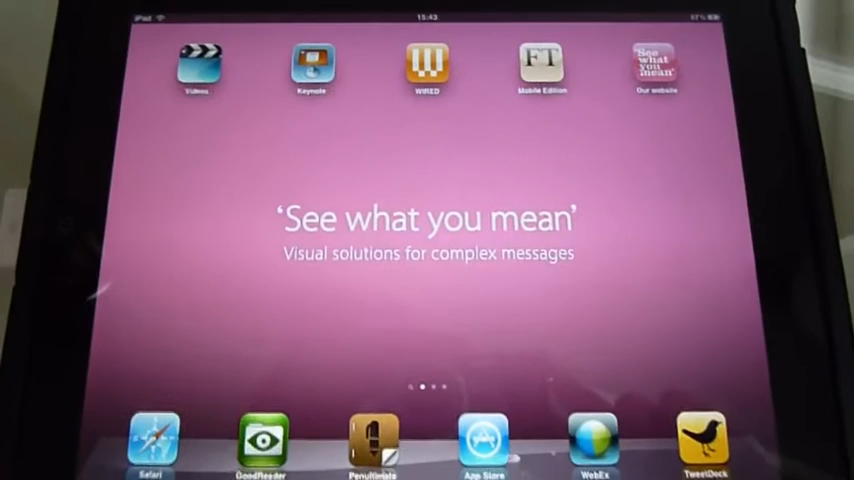 iPad 15:43 97%
Videos Keynote WIRED Mobile Edition Our website
FT
See what you mean'
'See what you mean'
Visual solutions for complex messages
Safari GoodReader Penultimate App Store WebEx TweetDeck